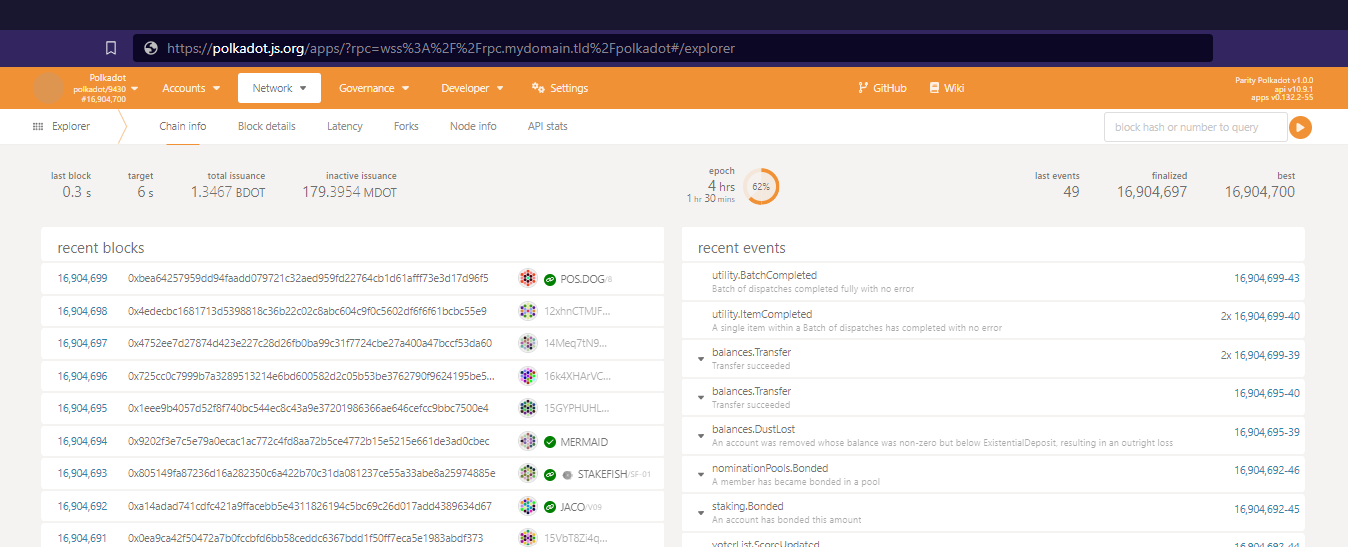 https://polkadot.js.org/apps/?rpc=wss%3A%2F%2Frpc.mydomain.tld%2Fpolkadot#/explorer
Polkadot
polkadot/9430
#16,904,700
Accounts
Network
Governance
Developer
Settings
GitHub
Wiki
Parity Polkadot v1.0.0
api v10.9.1
apps v0.132.2-55
Explorer
Chain info
Block details
Latency
Forks
Node info
API stats
block hash or number to query
last block
0.3 s
target
6 s
total issuance
1.3467 BDOT
inactive issuance
179.3954 MDOT
epoch
4 hrs
1 hr 30 mins
62%
last events
49
finalized
16,904,697
best
16,904,700
recent blocks
16,904,699 0xbea64257959dd94faadd079721c32aed959fd22764cb1d61afff73e3d17d96f5 POS.DOG/8
16,904,698 0x4edecbc1681713d5398818c36b22c02c8abc604c9f0c5602df6f6f61bcbc55e9 12xhnCTMJF...
16,904,697 0x4752ee7d27874d423e227c28d26fb0ba99c31f7724cbe27a400a47bccf53da60 14Meq7tN9...
16,904,696 0x725cc0c7999b7a3289513214e6bd600582d2c05b53be3762790f9624195be5... 16k4XHArVC...
16,904,695 0x1eee9b4057d52f8f740bc544ec8c43a9e37201986366ae646cefcc9bbc7500e4 15GYPHUHL...
16,904,694 0x9202f3e7c5e79a0ecac1ac772c4fd8aa72b5ce4772b15e5215e661de3ad0cbec MERMAID
16,904,693 0x805149fa87236d16a282350c6a422b70c31da081237ce55a33abe8a25974885e STAKEFISH/SF-01
16,904,692 0xa14adad741cdfc421a9ffacebb5e4311826194c5bc69c26d017add4389634d67 JACO/V09
16,904,691 0x0ea9ca42f50472a7b0fccbfd6bb58ceddc6367bdd1f50ff7eca5e1983abdf373 15VbT8Zi4q...
recent events
utility.BatchCompleted 16,904,699-43
Batch of dispatches completed fully with no error
utility.ItemCompleted 2x 16,904,699-40
A single item within a Batch of dispatches has completed with no error
balances.Transfer 2x 16,904,699-39
Transfer succeeded
balances.Transfer 16,904,695-40
Transfer succeeded
balances.DustLost 16,904,695-39
An account was removed whose balance was non-zero but below ExistentialDeposit, resulting in an outright loss
nominationPools.Bonded 16,904,692-46
A member has became bonded in a pool
staking.Bonded 16,904,692-45
An account has bonded this amount
voterList.ScoreUpdated 16,904,692-44